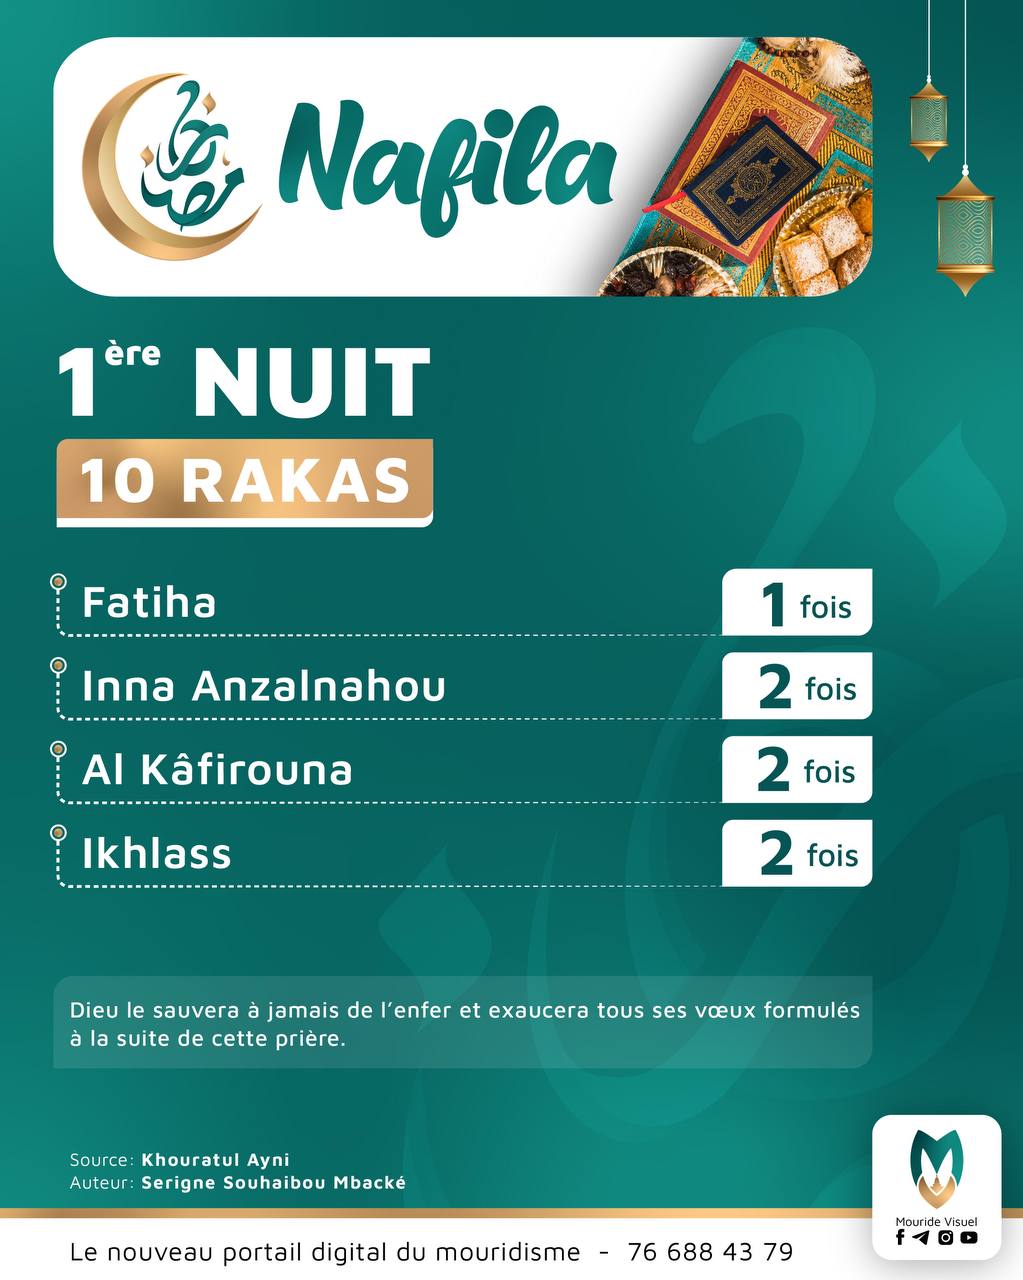 رمضان
Nafila
1ère NUIT
10 RAKAS
Fatiha 1 fois
Inna Anzalnahou 2 fois
Al Kâfirouna 2 fois
Ikhlass 2 fois
Dieu le sauvera à jamais de l’enfer et exaucera tous ses vœux formulés
à la suite de cette prière.
Source: Khouratul Ayni
Auteur: Serigne Souhaibou Mbacké
Mouride Visuel
Le nouveau portail digital du mouridisme - 76 688 43 79